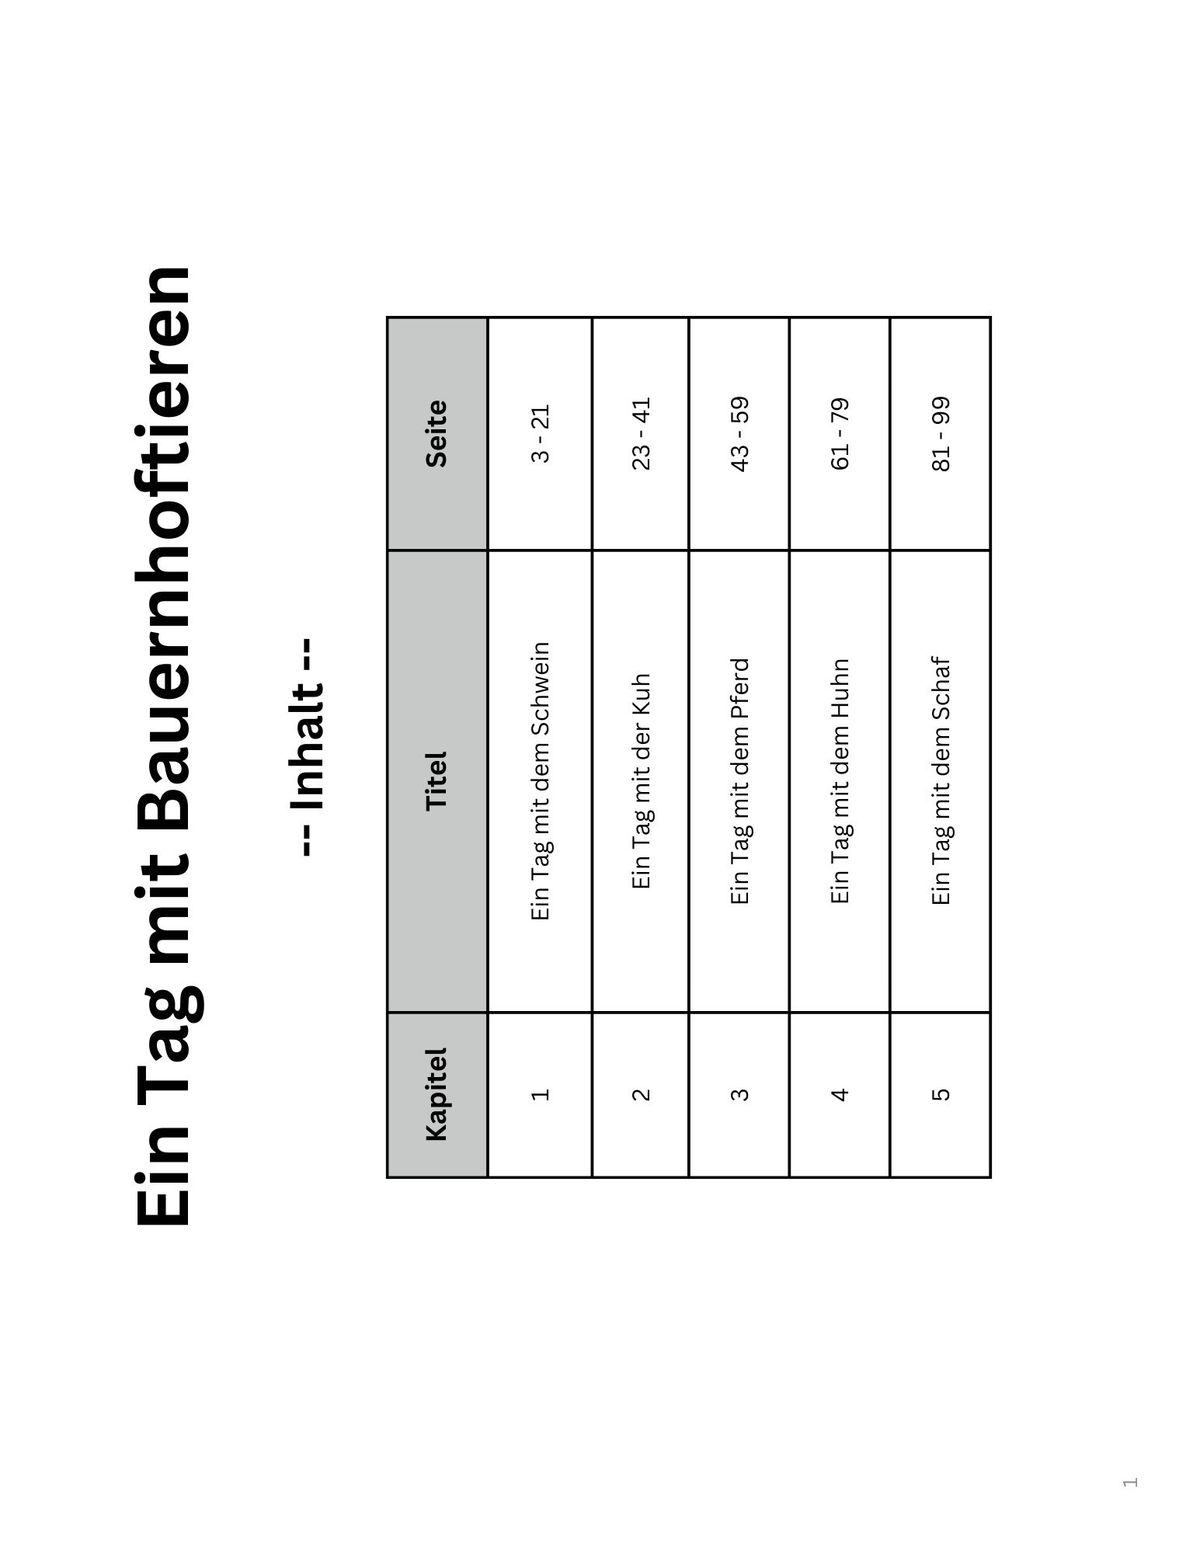 Ein Tag mit Bauernhoftieren
-- Inhalt --
Kapitel Titel Seite
1 Ein Tag mit dem Schwein 3 - 21
2 Ein Tag mit der Kuh 23 - 41
3 Ein Tag mit dem Pferd 43 - 59
4 Ein Tag mit dem Huhn 61 - 79
5 Ein Tag mit dem Schaf 81 - 99
1